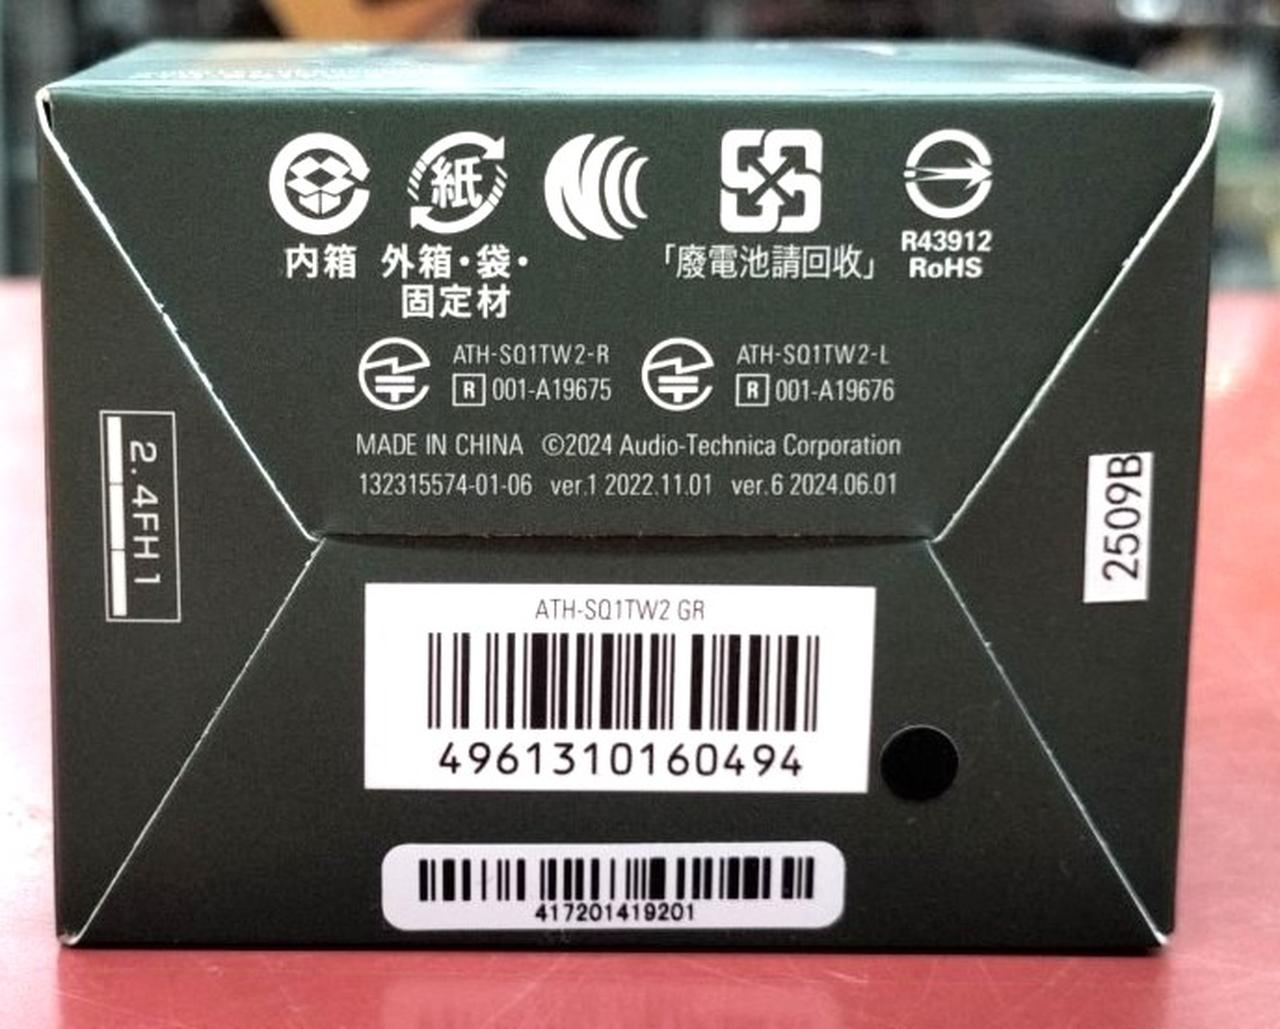 紙
内箱
外箱・袋・
固定材
「廢電池請回收」
R43912
RoHS
ATH-SQ1TW2-R
R 001-A19675
ATH-SQ1TW2-L
R 001-A19676
MADE IN CHINA ©2024 Audio-Technica Corporation
132315574-01-06 ver.1 2022.11.01 ver.6 2024.06.01
2.4FH1
2509B
ATH-SQ1TW2 GR
4961310160494
417201419201